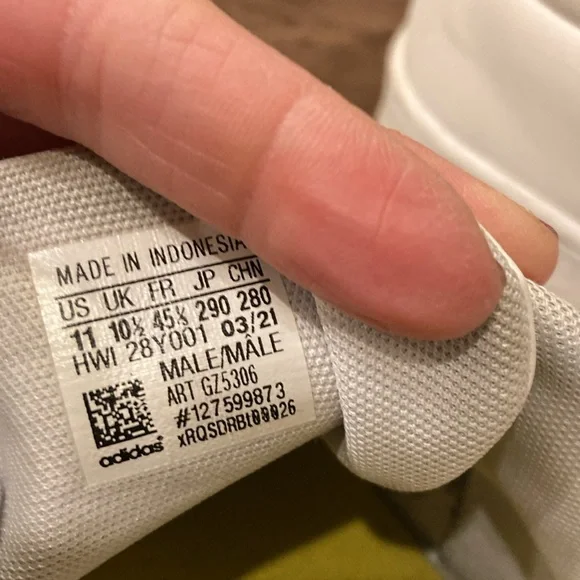 MADE IN INDONESIA
US UK FR JP CHN
11 10½ 45⅓ 290 280
HWI 28Y001 03/21
MALE/MÂLE
ART GZ5306
#127599873
adidas